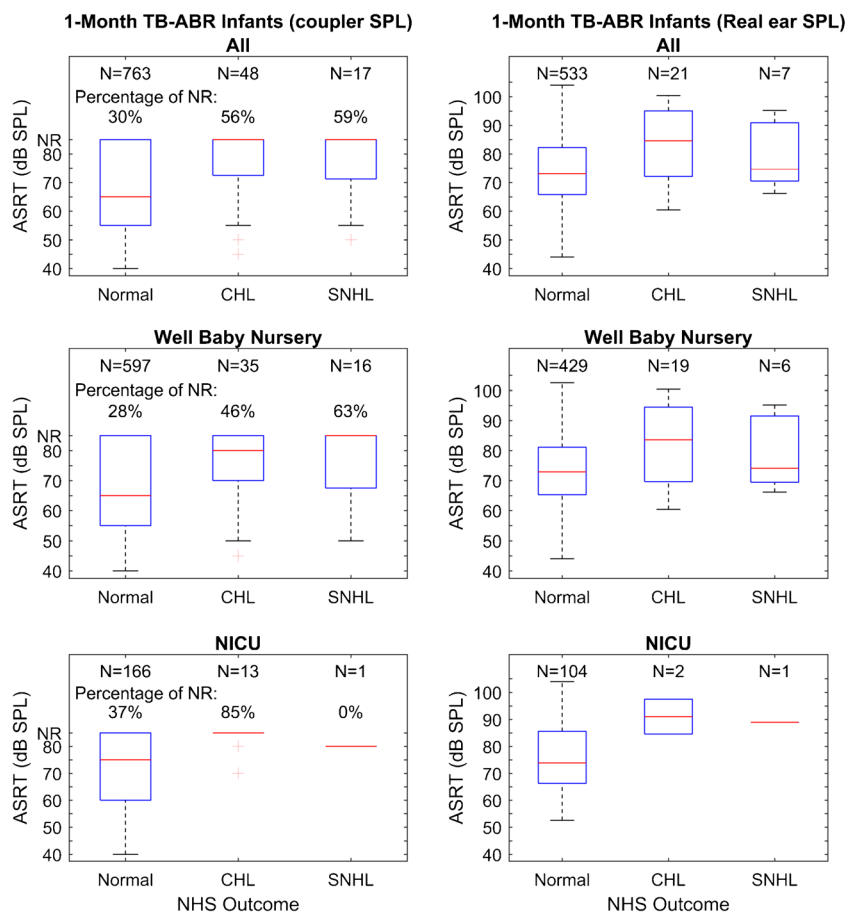 1-Month TB-ABR Infants (coupler SPL)
All
N=763 N=48 N=17
Percentage of NR:
30% 56% 59%
NR
80
70
60
50
40
ASRT (dB SPL)
Normal CHL SNHL
1-Month TB-ABR Infants (Real ear SPL)
All
N=533 N=21 N=7
100
90
80
70
60
50
40
ASRT (dB SPL)
Normal CHL SNHL
Well Baby Nursery
N=597 N=35 N=16
Percentage of NR:
28% 46% 63%
NR
80
70
60
50
40
ASRT (dB SPL)
Normal CHL SNHL
Well Baby Nursery
N=429 N=19 N=6
100
90
80
70
60
50
40
ASRT (dB SPL)
Normal CHL SNHL
NICU
N=166 N=13 N=1
Percentage of NR:
37% 85% 0%
NR
80
70
60
50
40
ASRT (dB SPL)
Normal CHL SNHL
NHS Outcome
NICU
N=104 N=2 N=1
100
90
80
70
60
50
40
ASRT (dB SPL)
Normal CHL SNHL
NHS Outcome